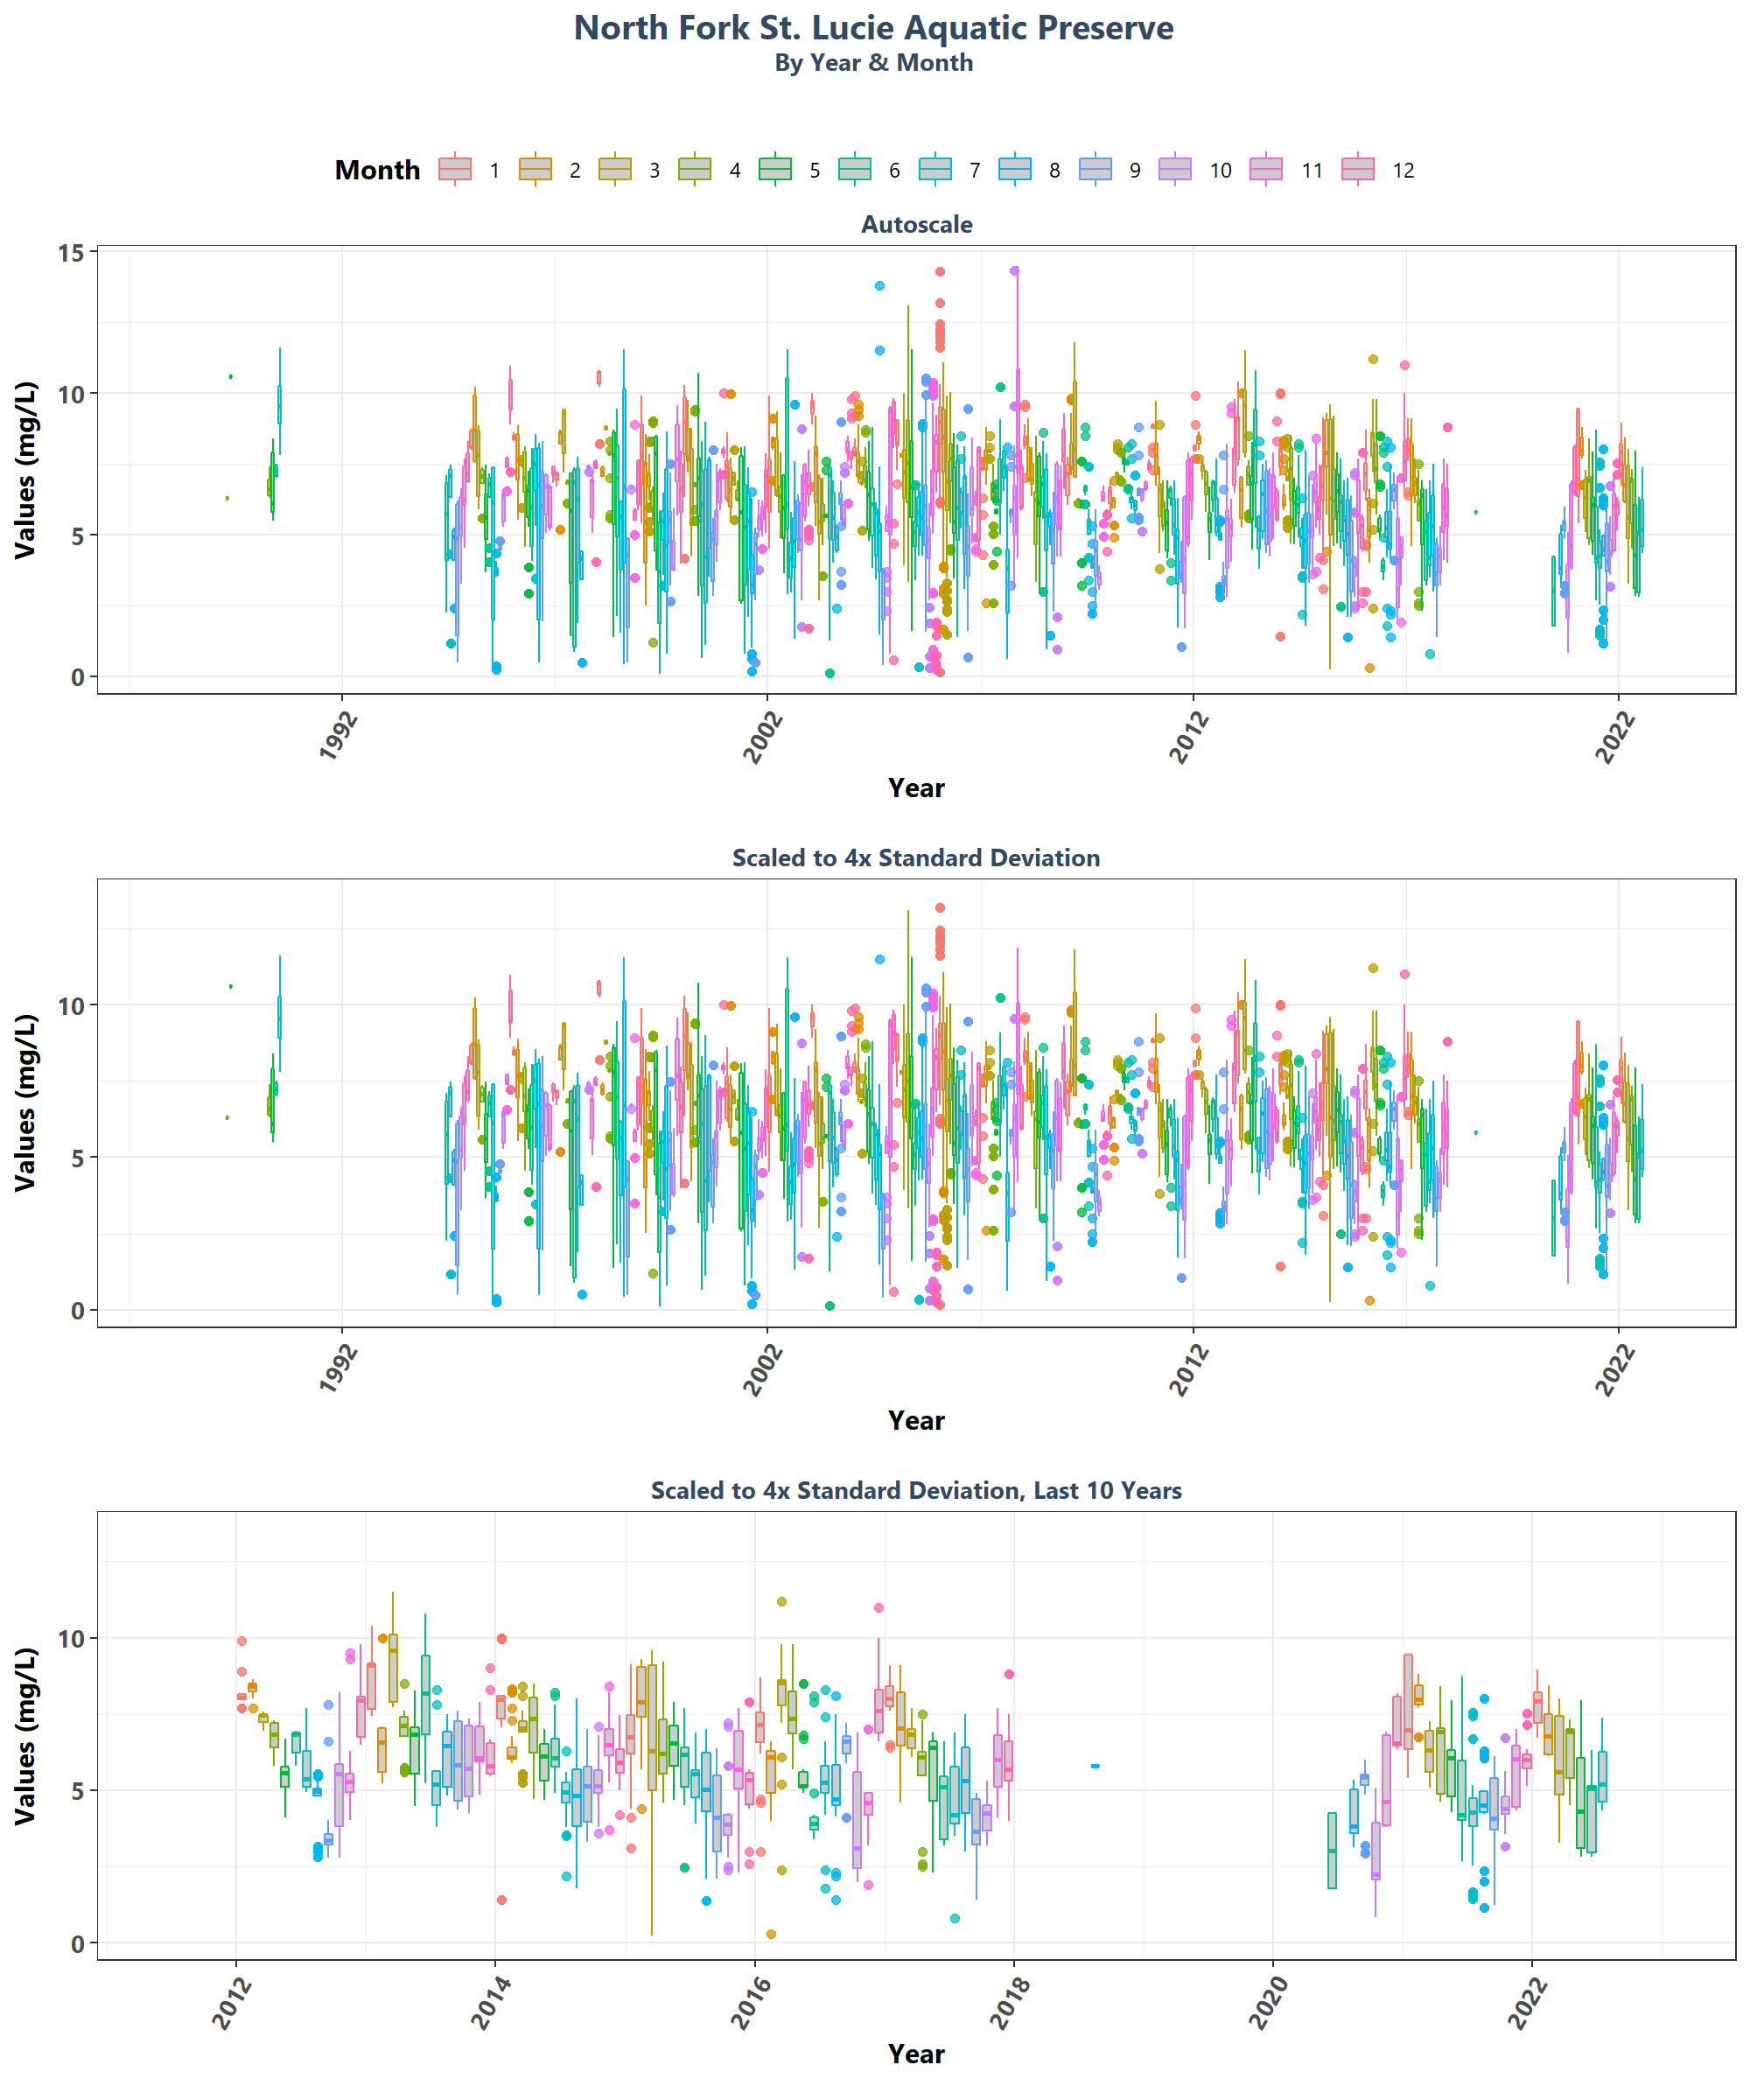 North Fork St. Lucie Aquatic Preserve
By Year & Month
Month 1 2 3 4 5 6 7 8 9 10 11 12
Autoscale
Values (mg/L)
15
10
5
0
1992 2002 2012 2022
Year
Scaled to 4x Standard Deviation
Values (mg/L)
10
5
0
1992 2002 2012 2022
Year
Scaled to 4x Standard Deviation, Last 10 Years
Values (mg/L)
10
5
0
2012 2014 2016 2018 2020 2022
Year